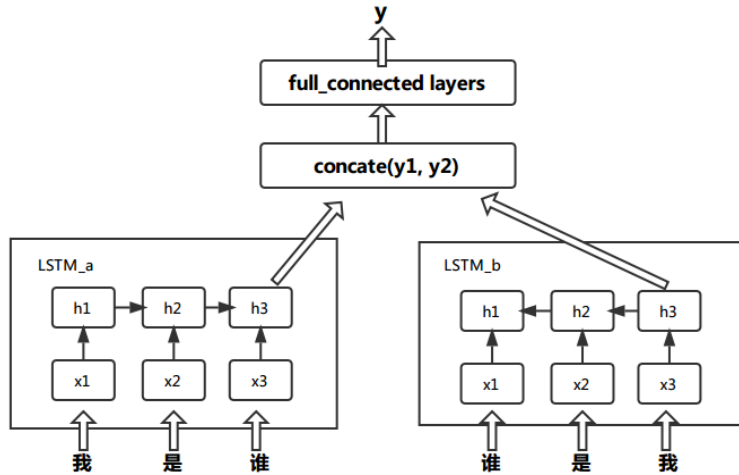 y
full_connected layers
concate(y1, y2)
LSTM_a
h1 h2 h3
x1 x2 x3
我 是 谁
LSTM_b
h1 h2 h3
x1 x2 x3
谁 是 我